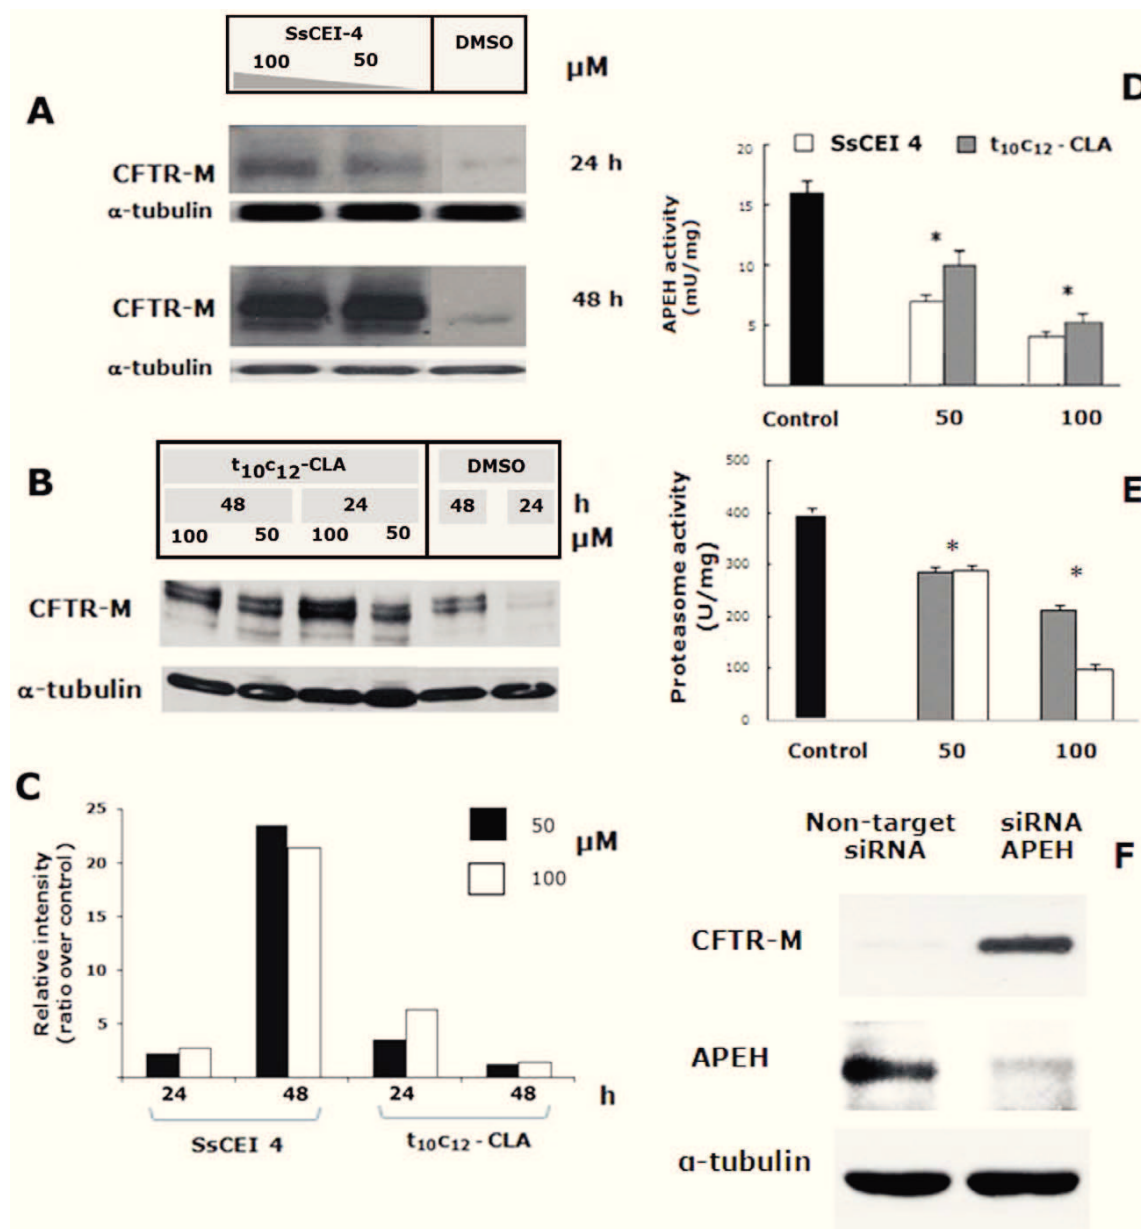 A
SsCEI-4
DMSO
100 50
µM
CFTR-M
24 h
α-tubulin
CFTR-M
48 h
α-tubulin
B
t10c12-CLA
DMSO
48 24 48 24
h
100 50 100 50
µM
CFTR-M
α-tubulin
C
Relative intensity
(ratio over control)
25
20
15
10
5
50
µM
100
24 48 24 48
h
SsCEI 4
t10c12 - CLA
D
SsCEI 4
t10c12 - CLA
APEH activity
(mU/mg)
20
15
10
5
*
*
Control 50 100
E
Proteasome activity
(U/mg)
500
400
300
200
100
0
*
*
Control 50 100
F
Non-target
siRNA
siRNA
APEH
CFTR-M
APEH
α-tubulin